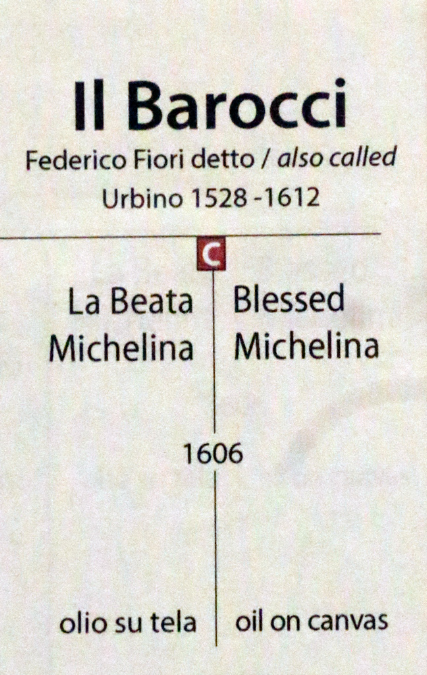 Il Barocci
Federico Fiori detto / also called
Urbino 1528 -1612
C
La Beata
Michelina
Blessed
Michelina
1606
olio su tela
oil on canvas